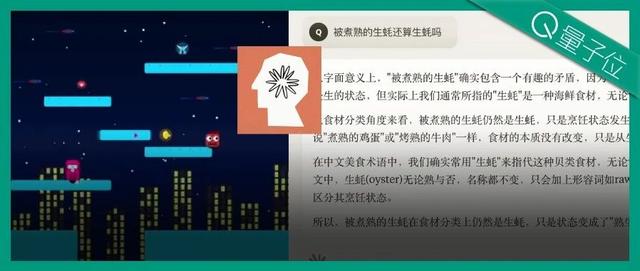 量子位
Q 被煮熟的生蚝还算生蚝吗
字面意义上,"被煮熟的生蚝"确实包含一个有趣的矛盾,因为
生的状态,但实际上我们通常所指的"生蚝"是一种海鲜食材,无论
食材分类角度来看,被煮熟的生蚝仍然是生蚝,只是烹饪状态发生
说"煮熟的鸡蛋"或"烤熟的牛肉"一样,食材的本质没有改变,只是从生
在中文美食术语中,我们确实常用"生蚝"来指代这种贝类食材,无论
文中,生蚝(oyster)无论熟与否,名称都不变,只会加上形容词如raw
区分其烹饪状态。
所以,被煮熟的生蚝在食材分类上仍然是生蚝,只是状态变成了"熟生